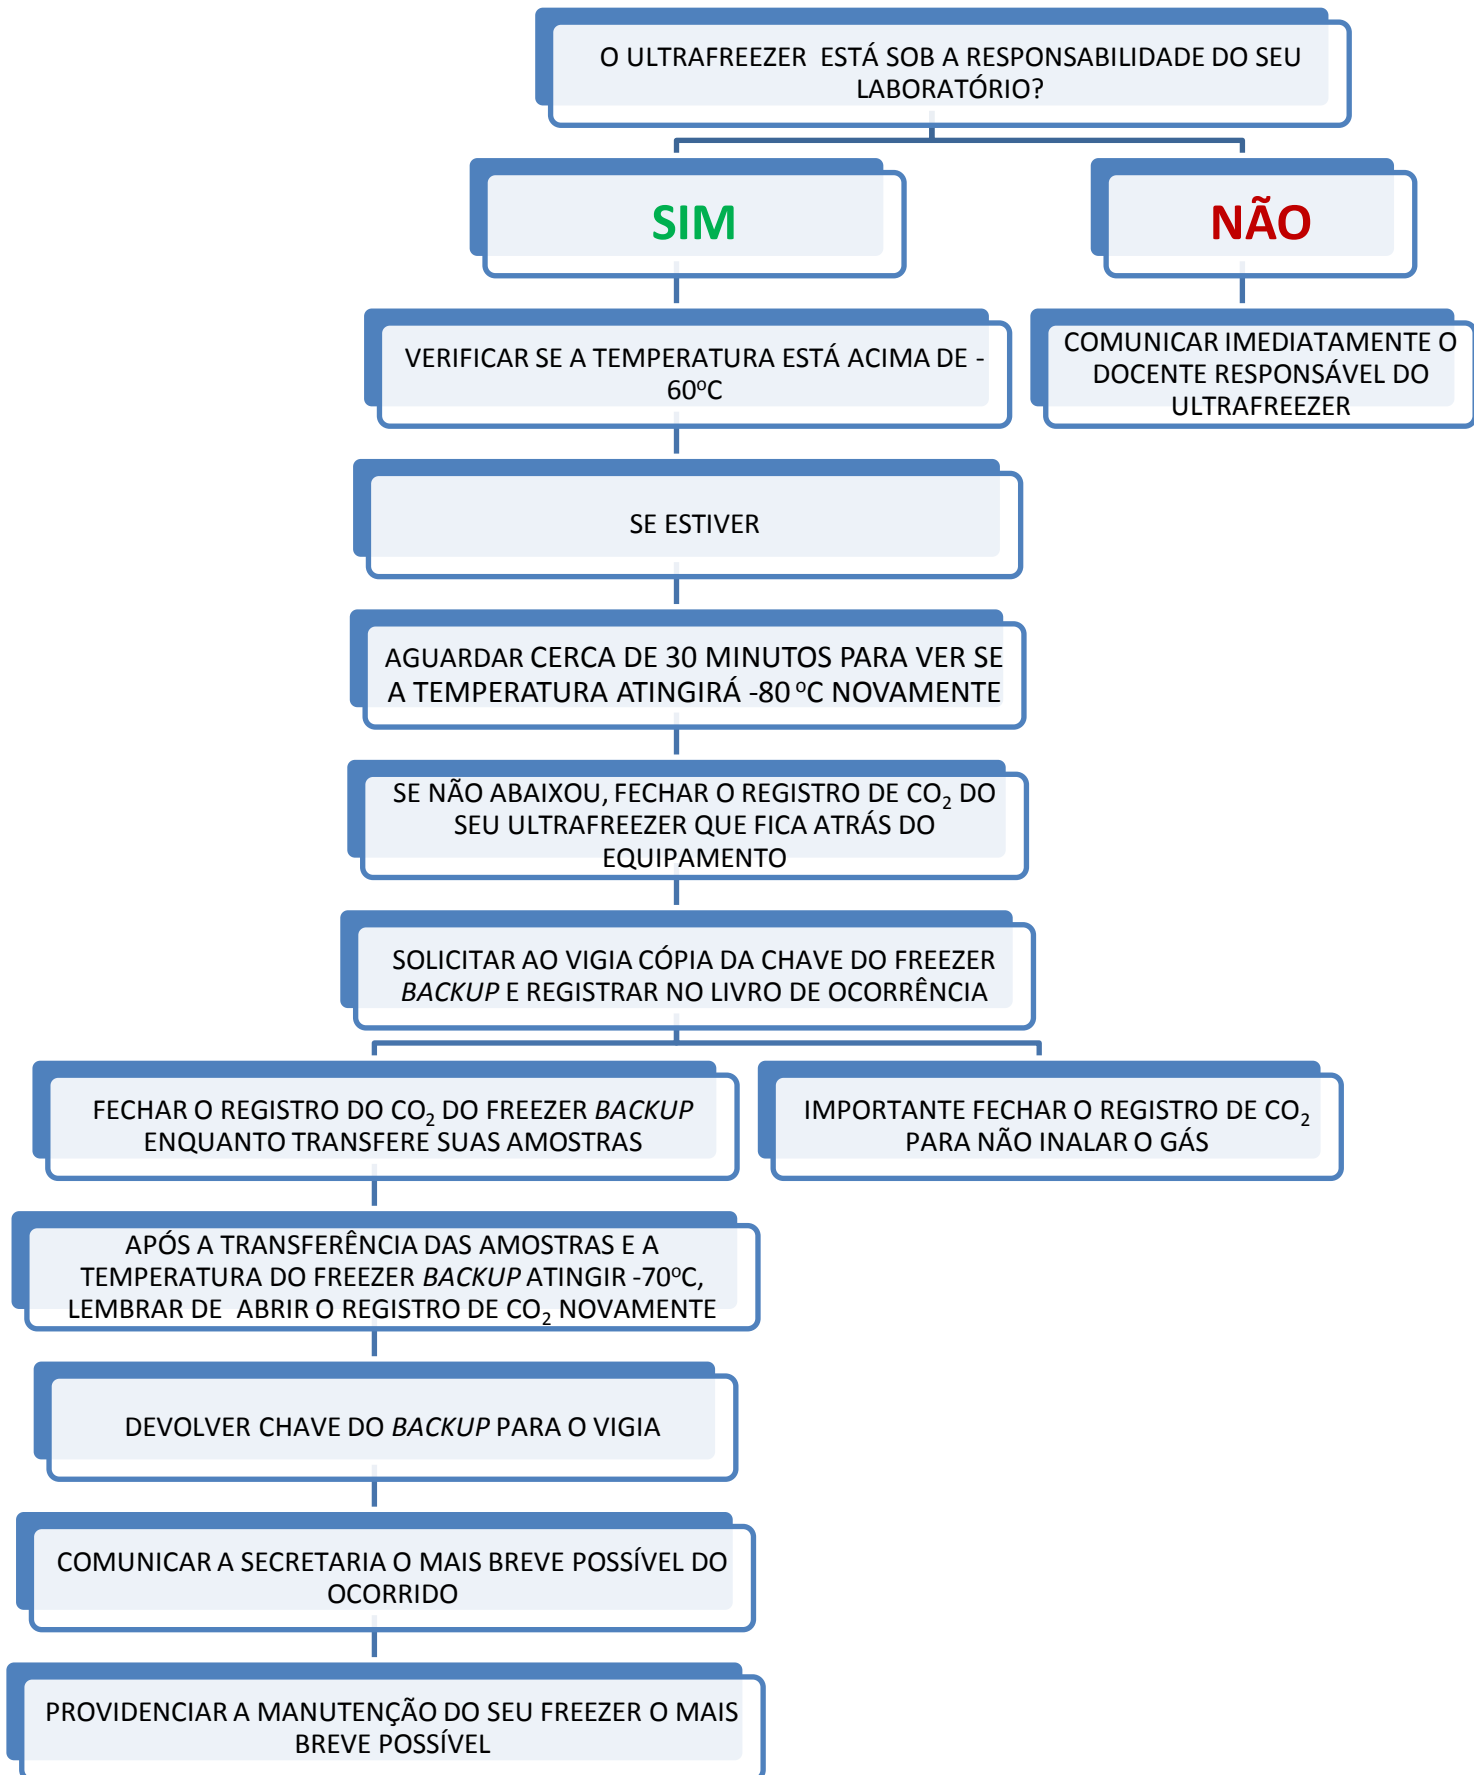 O ULTRAFREEZER ESTÁ SOB A RESPONSABILIDADE DO SEU
LABORATÓRIO?
SIM
NÃO
VERIFICAR SE A TEMPERATURA ESTÁ ACIMA DE -
60ºC
COMUNICAR IMEDIATAMENTE O
DOCENTE RESPONSÁVEL DO
ULTRAFREEZER
SE ESTIVER
AGUARDAR CERCA DE 30 MINUTOS PARA VER SE
A TEMPERATURA ATINGIRÁ -80 ºC NOVAMENTE
SE NÃO ABAIXOU, FECHAR O REGISTRO DE CO₂ DO
SEU ULTRAFREEZER QUE FICA ATRÁS DO
EQUIPAMENTO
SOLICITAR AO VIGIA CÓPIA DA CHAVE DO FREEZER
BACKUP E REGISTRAR NO LIVRO DE OCORRÊNCIA
FECHAR O REGISTRO DO CO₂ DO FREEZER BACKUP
ENQUANTO TRANSFERE SUAS AMOSTRAS
IMPORTANTE FECHAR O REGISTRO DE CO₂
PARA NÃO INALAR O GÁS
APÓS A TRANSFERÊNCIA DAS AMOSTRAS E A
TEMPERATURA DO FREEZER BACKUP ATINGIR -70ºC,
LEMBRAR DE ABRIR O REGISTRO DE CO₂ NOVAMENTE
DEVOLVER CHAVE DO BACKUP PARA O VIGIA
COMUNICAR A SECRETARIA O MAIS BREVE POSSÍVEL DO
OCORRIDO
PROVIDENCIAR A MANUTENÇÃO DO SEU FREEZER O MAIS
BREVE POSSÍVEL